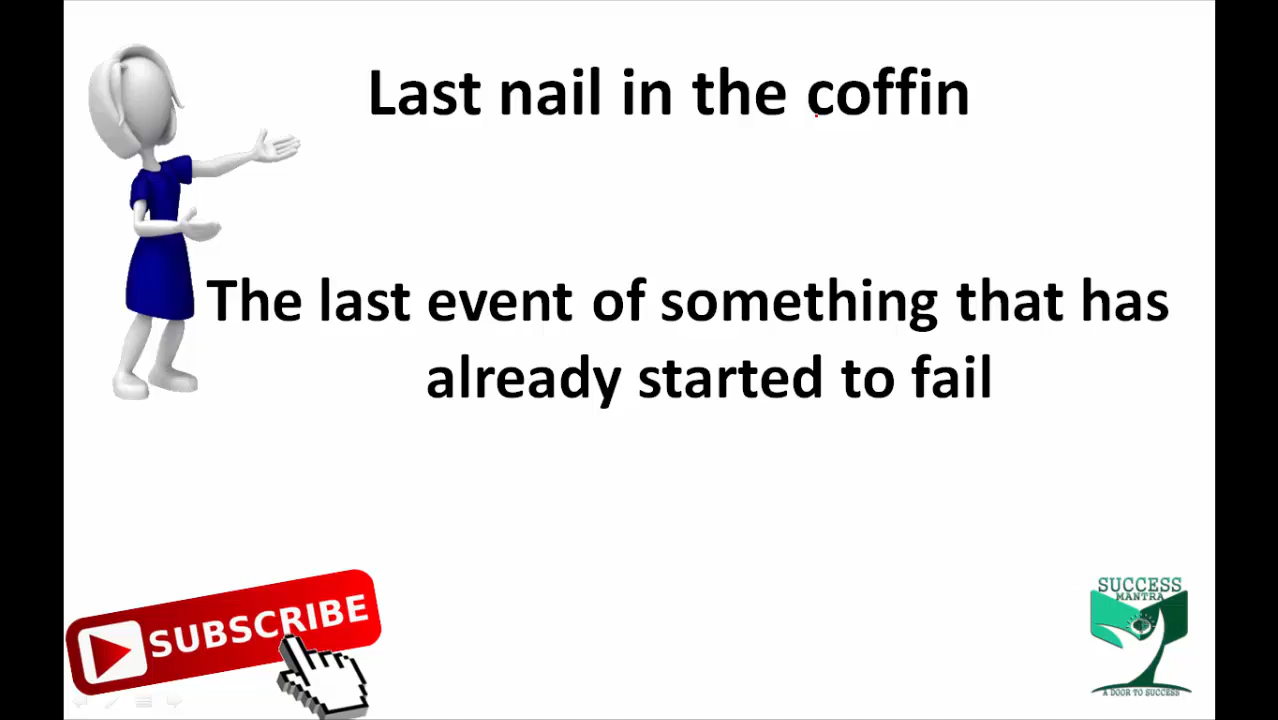 Last nail in the coffin
The last event of something that has
already started to fail
SUBSCRIBE
SUCCESS
MANTRA
A DOOR TO SUCCESS